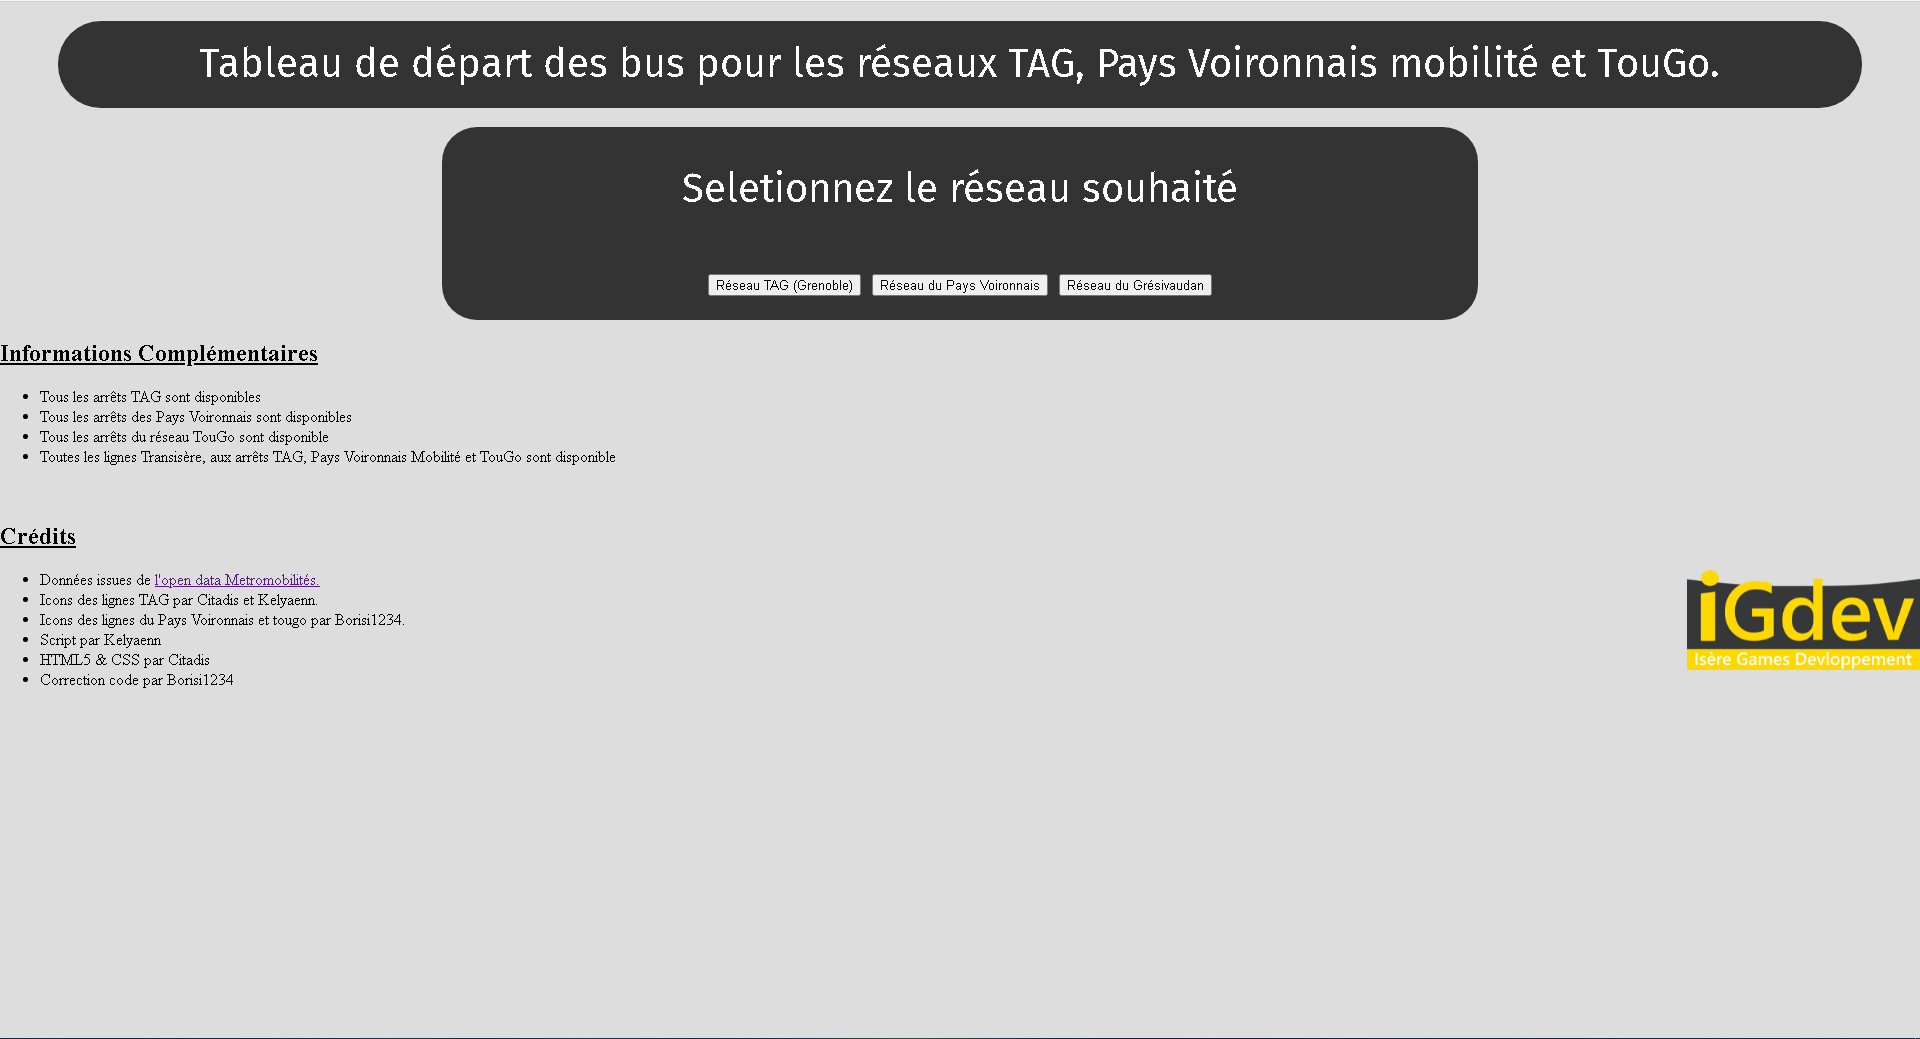 Tableau de départ des bus pour les réseaux TAG, Pays Voironnais mobilité et TouGo.
Seletionnez le réseau souhaité
Réseau TAG (Grenoble) Réseau du Pays Voironnais Réseau du Grésivaudan
Informations Complémentaires
Tous les arrêts TAG sont disponibles
Tous les arrêts des Pays Voironnais sont disponibles
Tous les arrêts du réseau TouGo sont disponible
Toutes les lignes Transisère, aux arrêts TAG, Pays Voironnais Mobilité et TouGo sont disponible
Crédits
Données issues de l'open data Metromobilités.
Icons des lignes TAG par Citadis et Kelyaenn.
Icons des lignes du Pays Voironnais et tougo par Borisi1234.
Script par Kelyaenn
HTML5 & CSS par Citadis
Correction code par Borisi1234
iGdev
Isère Games Devloppement